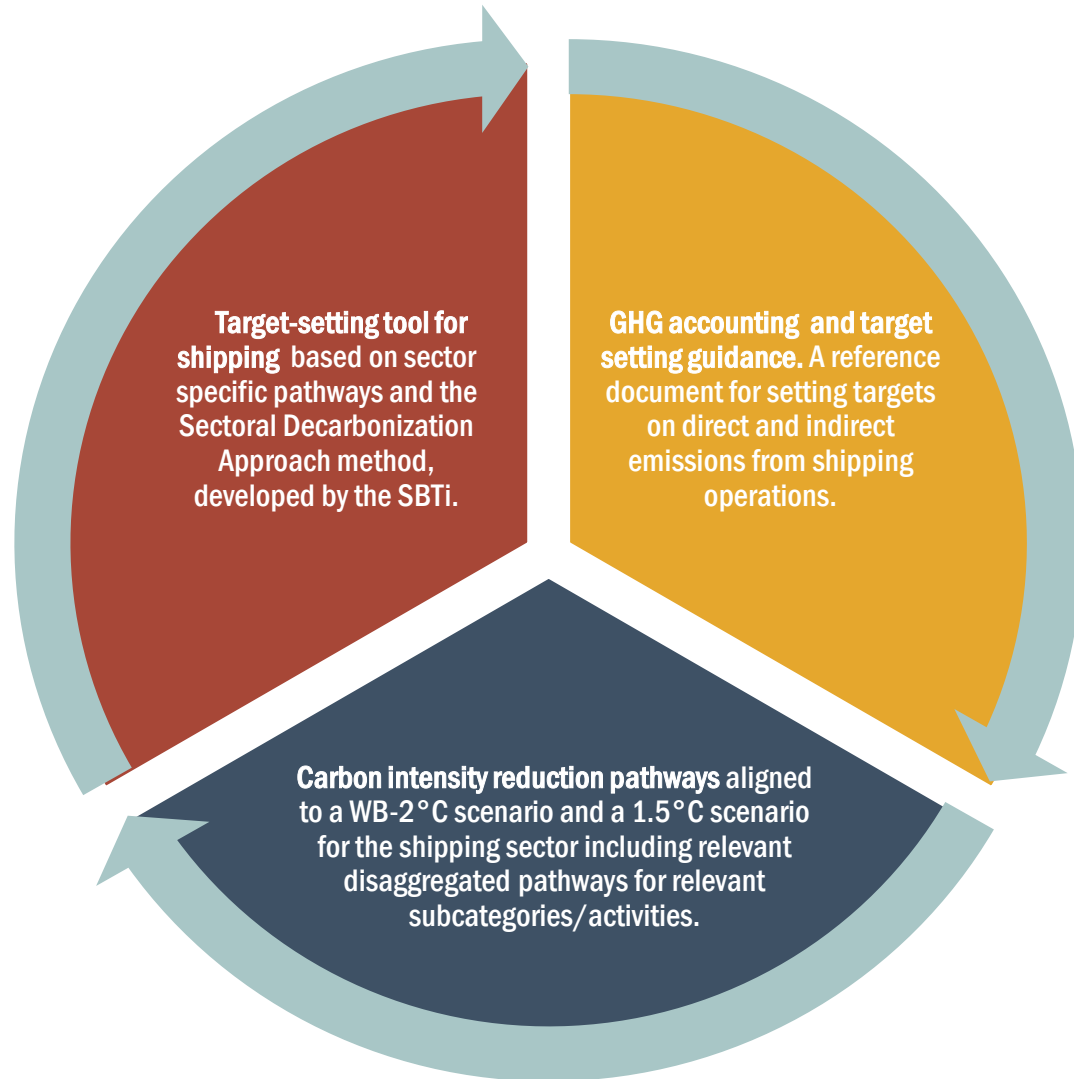 Target-setting tool for
shipping based on sector
specific pathways and the
Sectoral Decarbonization
Approach method,
developed by the SBTi.
GHG accounting and target
setting guidance. A reference
document for setting targets
on direct and indirect
emissions from shipping
operations.
Carbon intensity reduction pathways aligned
to a WB-2°C scenario and a 1.5°C scenario
for the shipping sector including relevant
disaggregated pathways for relevant
subcategories/activities.